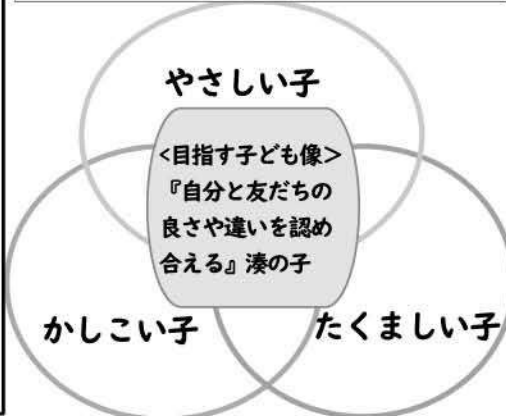 やさしい子
<目指す子ども像>
『自分と友だちの
良さや違いを認め
合える』湊の子
かしこい子
たくましい子